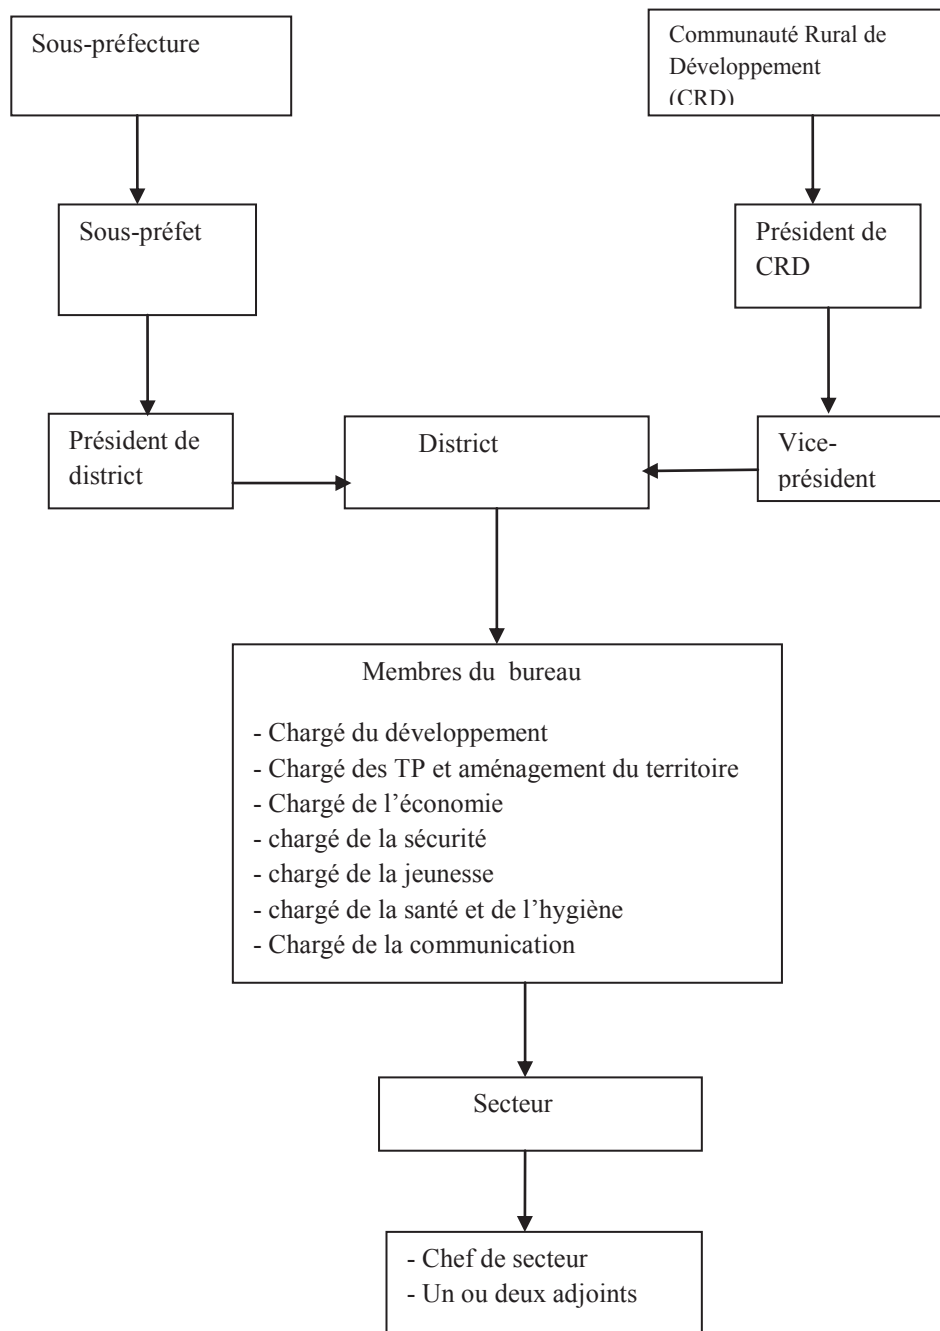 Sous-préfecture
Communauté Rural de
Développement
(CRD)
Sous-préfet
Président de
CRD
Président de
district
District
Vice-
président
Membres du bureau
- Chargé du développement
- Chargé des TP et aménagement du territoire
- Chargé de l’économie
- chargé de la sécurité
- chargé de la jeunesse
- chargé de la santé et de l’hygiène
- Chargé de la communication
Secteur
- Chef de secteur
- Un ou deux adjoints